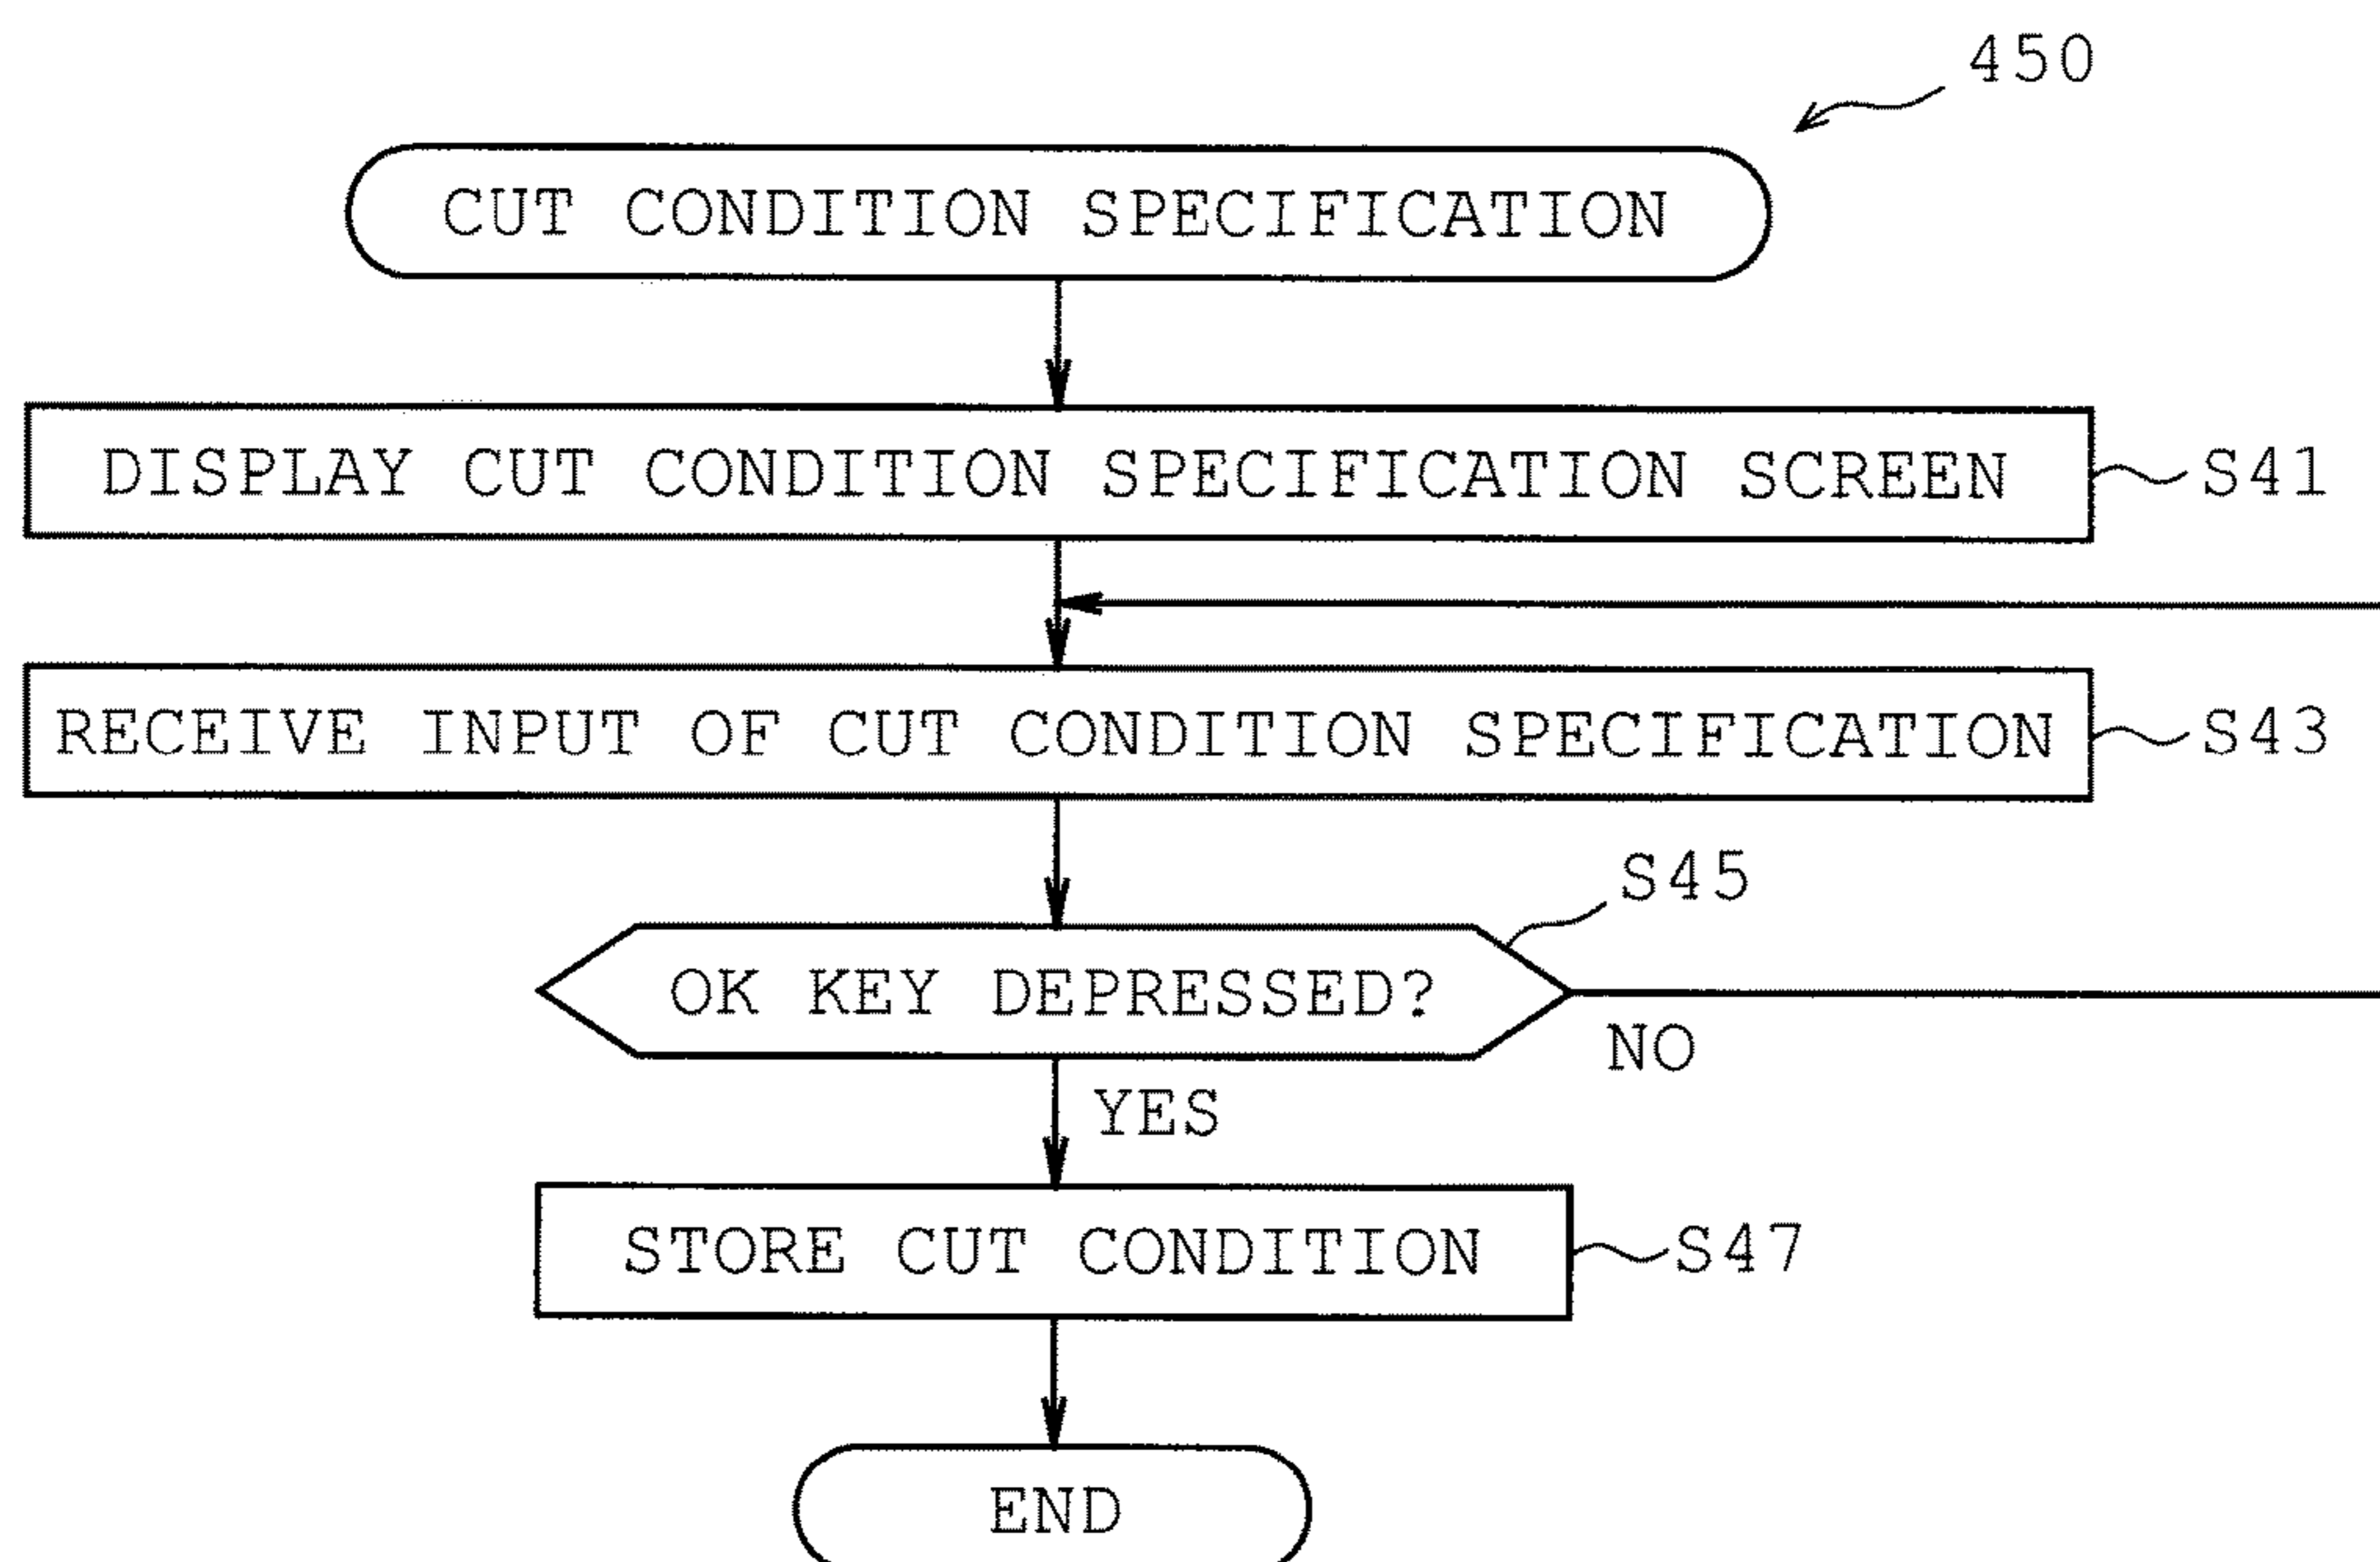 450
CUT CONDITION SPECIFICATION
DISPLAY CUT CONDITION SPECIFICATION SCREEN
S41
RECEIVE INPUT OF CUT CONDITION SPECIFICATION
S43
S45
OK KEY DEPRESSED?
NO
YES
STORE CUT CONDITION
S47
END